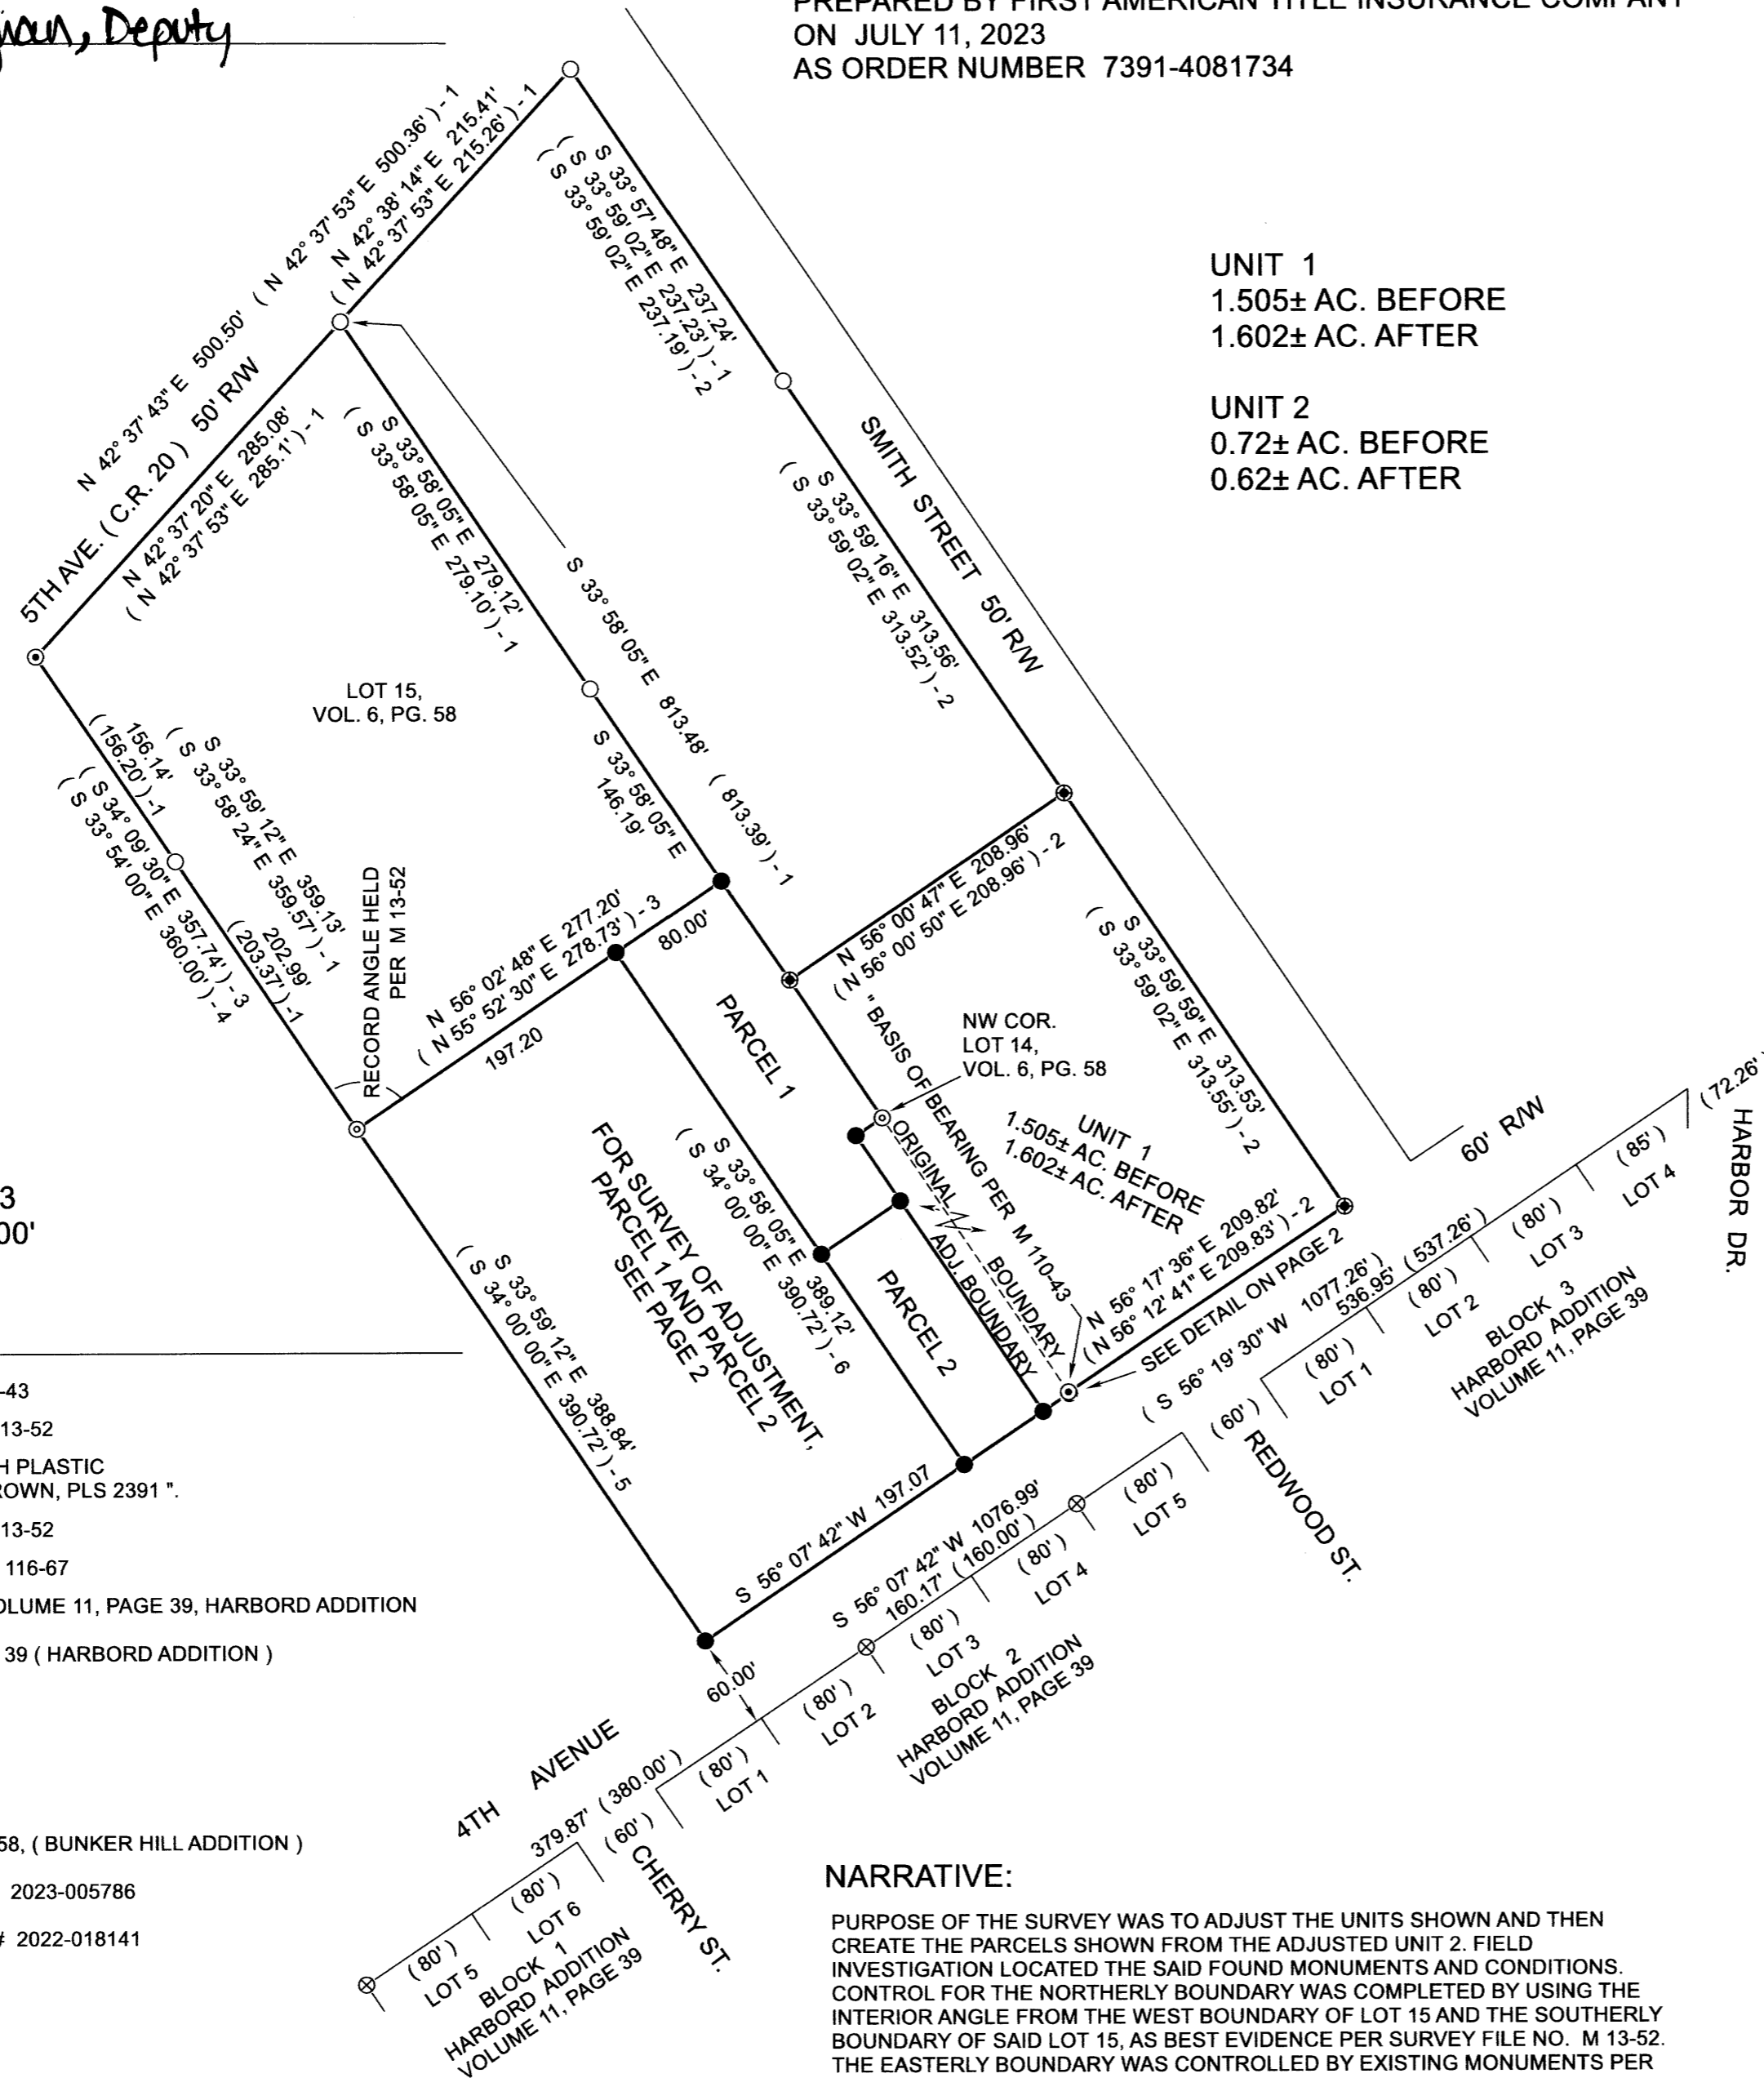 Deputy
PREPARED BY FIRST AMERICAN TITLE INSURANCE COMPANY
ON JULY 11, 2023
AS ORDER NUMBER 7391-4081734
UNIT 1
1.505± AC. BEFORE
1.602± AC. AFTER
UNIT 2
0.72± AC. BEFORE
0.62± AC. AFTER
N 42° 37' 43" E 500.50' ( N 42° 37' 53" E 500.36' ) - 1
N 42° 38' 14" E 215.41'
( N 42° 37' 53" E 215.26' ) - 1
5TH AVE. ( C.R. 20 ) 50' R/W
N 42° 37' 20" E 285.08'
( N 42° 37' 53" E 285.1' ) - 1
S 33° 57' 48" E 237.24'
( S 33° 59' 02" E 237.23' ) - 1
( S 33° 59' 02" E 237.19' ) - 2
SMITH STREET 50' R/W
S 33° 59' 16" E 313.56'
( S 33° 59' 02" E 313.52' ) - 2
S 33° 58' 05" E 279.12'
( S 33° 58' 05" E 279.10' ) - 1
S 33° 58' 05" E 813.48' ( 813.39' ) - 1
S 33° 58' 05" E
146.19'
LOT 15,
VOL. 6, PG. 58
156.14'
( 156.20' ) -1
S 33° 59' 12" E 359.13'
( S 33° 58' 24" E 359.57' ) - 1
( S 34° 09' 30" E 357.74' ) - 3
( S 33° 54' 00" E 360.00' ) - 4
202.99'
( 203.37' ) -1
RECORD ANGLE HELD
PER M 13-52
N 56° 02' 48" E 277.20'
( N 55° 52' 30" E 278.73' ) - 3
197.20
80.00'
N 56° 00' 47" E 208.96'
( N 56° 00' 50" E 208.96' ) - 2
PARCEL 1
NW COR.
LOT 14,
VOL. 6, PG. 58
" BASIS OF BEARING PER M 110-43
ORIGINAL BOUNDARY
ADJ. BOUNDARY
UNIT 1
1.505± AC. BEFORE
1.602± AC. AFTER
S 33° 59' 59" E 313.53'
( S 33° 59' 02" E 313.55' ) - 2
FOR SURVEY OF ADJUSTMENT,
PARCEL 1 AND PARCEL 2
SEE PAGE 2
S 33° 58' 05" E 389.12'
( S 34° 00' 00" E 390.72' ) - 6
PARCEL 2
S 33° 59' 12" E 388.84'
( S 34° 00' 00" E 390.72' ) - 5
N 56° 17' 36" E 209.82'
( N 56° 12' 41" E 209.83' ) - 2
SEE DETAIL ON PAGE 2
60' R/W
( 72.26'
HARBOR DR.
( S 56° 19' 30" W 1077.26' )
536.95' ( 537.26' )
( 85' )
LOT 4
( 80' )
LOT 3
( 80' )
LOT 2
( 80' )
LOT 1
BLOCK 3
HARBORD ADDITION
VOLUME 11, PAGE 39
( 60' )
REDWOOD ST.
S 56° 07' 42" W 197.07
S 56° 07' 42" W 1076.99'
160.17' ( 160.00' )
( 80' )
LOT 5
( 80' )
LOT 4
( 80' )
LOT 3
( 80' )
LOT 2
( 80' )
LOT 1
BLOCK 2
HARBORD ADDITION
VOLUME 11, PAGE 39
60.00'
4TH AVENUE
379.87' ( 380.00' )
( 60' )
CHERRY ST.
( 80' )
LOT 6
( 80' )
LOT 5
BLOCK 1
HARBORD ADDITION
VOLUME 11, PAGE 39
3
00'
-43
13-52
H PLASTIC
ROWN, PLS 2391 ".
13-52
116-67
OLUME 11, PAGE 39, HARBORD ADDITION
39 ( HARBORD ADDITION )
58, ( BUNKER HILL ADDITION )
2023-005786
# 2022-018141
NARRATIVE:
PURPOSE OF THE SURVEY WAS TO ADJUST THE UNITS SHOWN AND THEN
CREATE THE PARCELS SHOWN FROM THE ADJUSTED UNIT 2. FIELD
INVESTIGATION LOCATED THE SAID FOUND MONUMENTS AND CONDITIONS.
CONTROL FOR THE NORTHERLY BOUNDARY WAS COMPLETED BY USING THE
INTERIOR ANGLE FROM THE WEST BOUNDARY OF LOT 15 AND THE SOUTHERLY
BOUNDARY OF SAID LOT 15, AS BEST EVIDENCE PER SURVEY FILE NO. M 13-52.
THE EASTERLY BOUNDARY WAS CONTROLLED BY EXISTING MONUMENTS PER